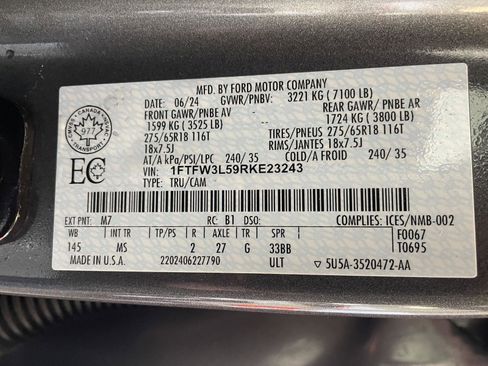 MFD. BY FORD MOTOR COMPANY
DATE: 06/24 GVWR/PNBV: 3221 KG ( 7100 LB)
FRONT GAWR/PNBE AV REAR GAWR/PNBE AR
1599 KG ( 3525 LB) 1724 KG ( 3800 LB)
275/65R18 116T TIRES/PNEUS 275/65R18 116T
18x7.5J RIMS/JANTES 18x7.5J
AT/A kPa/PSI/LPC 240/ 35 COLD/A FROID 240/ 35
VIN: 1FTFW3L59RKE23243
TYPE: TRU/CAM
CANADA
977
EC
EXT PNT: M7 RC: B1 DSO: COMPLIES: ICES/NMB-002
WB INT TR TR AXLE TR SPR F0067
145 MS 2 27 G 33BB T0695
MADE IN U.S.A. 2202406227790 ULT 5U5A-3520472-AA